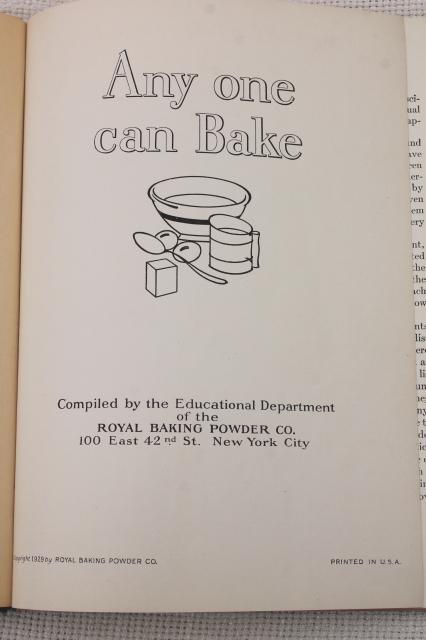 Any one
can Bake
Compiled by the Educational Department
of the
ROYAL BAKING POWDER CO.
100 East 42nd St. New York City
Copyright 1929 by ROYAL BAKING POWDER CO.
PRINTED IN U.S.A.